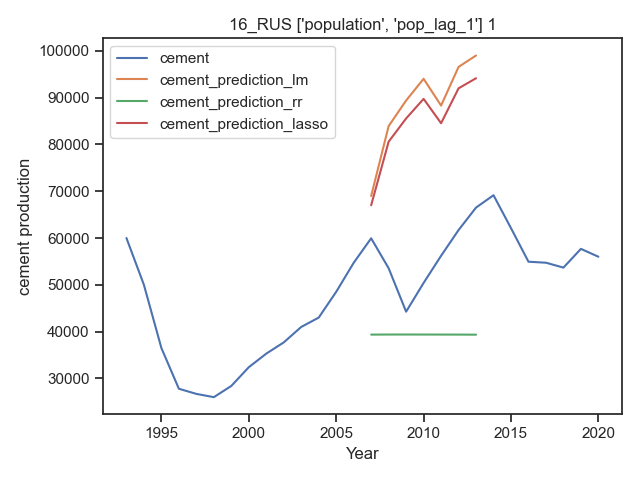 16_RUS ['population', 'pop_lag_1'] 1
cement
cement_prediction_lm
cement_prediction_rr
cement_prediction_lasso
100000
90000
80000
70000
60000
50000
40000
30000
cement production
1995
2000
2005
2010
2015
2020
Year